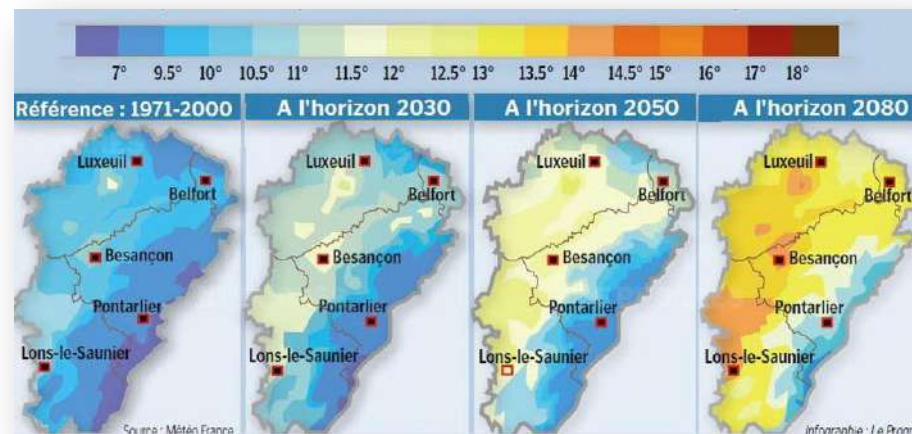 7° 9.5° 10° 10.5° 11° 11.5° 12° 12.5° 13° 13.5° 14° 14.5° 15° 16° 17° 18°
Référence : 1971-2000
Luxeuil
Belfort
Besançon
Pontarlier
Lons-le-Saunier
Source : Météo France
A l'horizon 2030
Luxeuil
Belfort
Besançon
Pontarlier
Lons-le-Saunier
A l'horizon 2050
Luxeuil
Belfort
Besançon
Pontarlier
Lons-le-Saunier
A l'horizon 2080
Luxeuil
Belfort
Besançon
Pontarlier
Lons-le-Saunier
Infographie : Le Prog